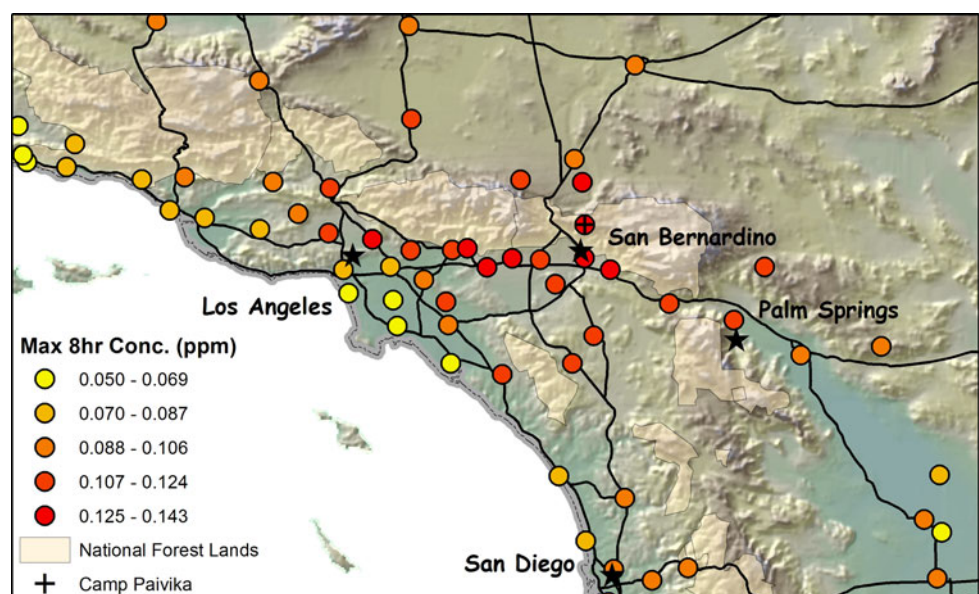 San Bernardino
Los Angeles
Palm Springs
Max 8hr Conc. (ppm)
0.050 - 0.069
0.070 - 0.087
0.088 - 0.106
0.107 - 0.124
0.125 - 0.143
National Forest Lands
Camp Paivika
San Diego